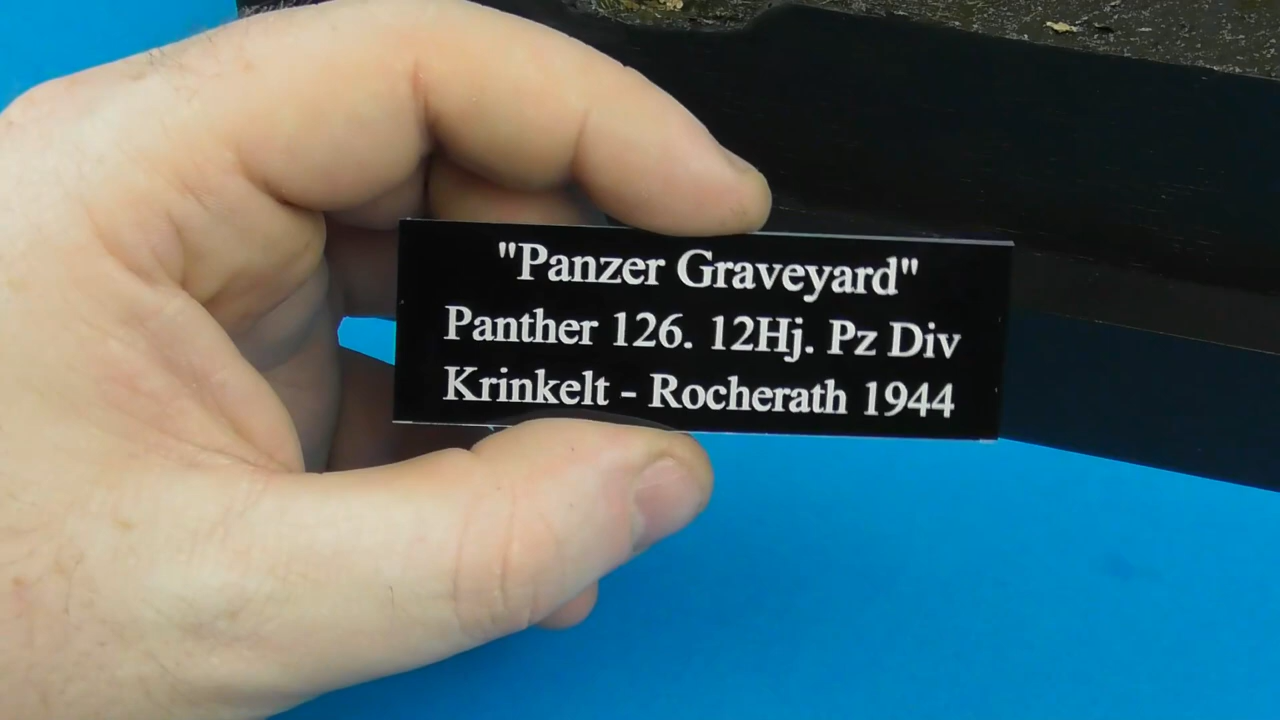 "Panzer Graveyard"
Panther 126. 12Hj. Pz Div
Krinkelt - Rocherath 1944